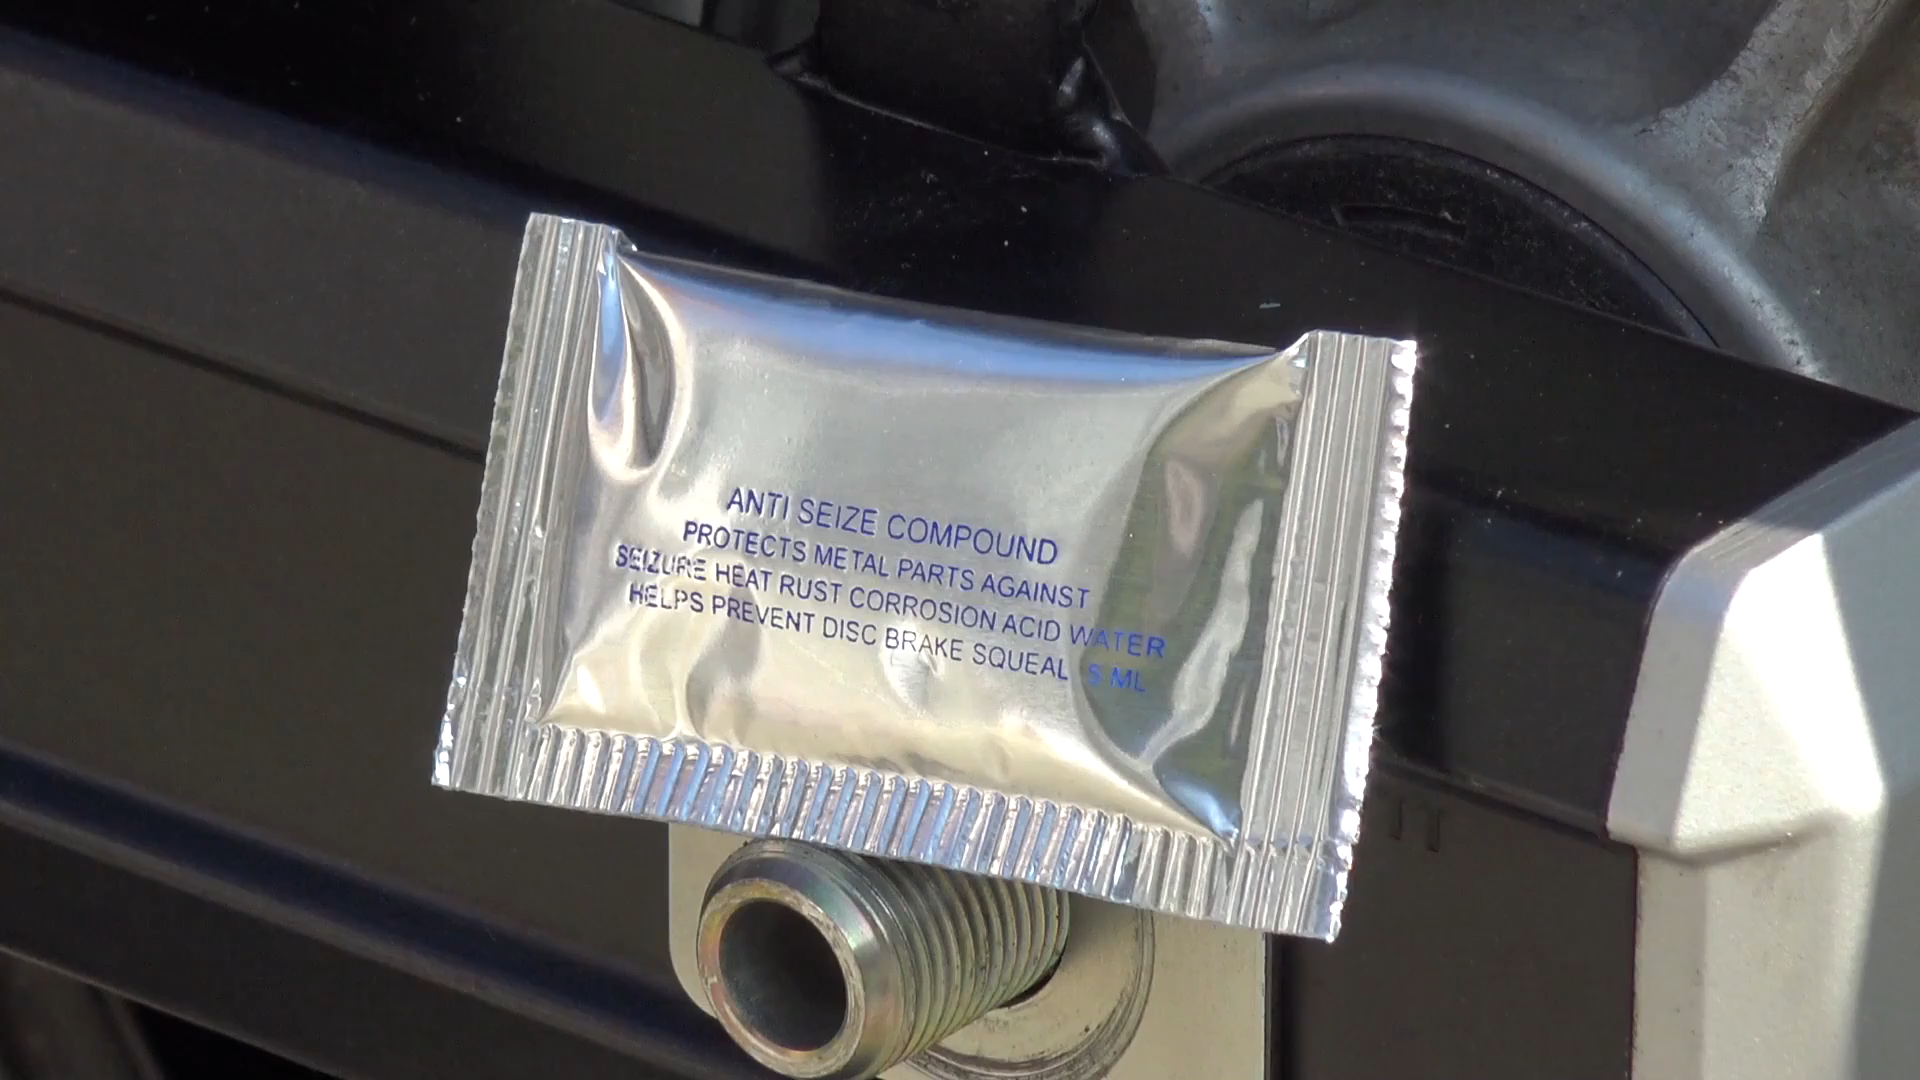 ANTI SEIZE COMPOUND
PROTECTS METAL PARTS AGAINST
SEIZURE HEAT RUST CORROSION ACID WATER
HELPS PREVENT DISC BRAKE SQUEAL 5 ML